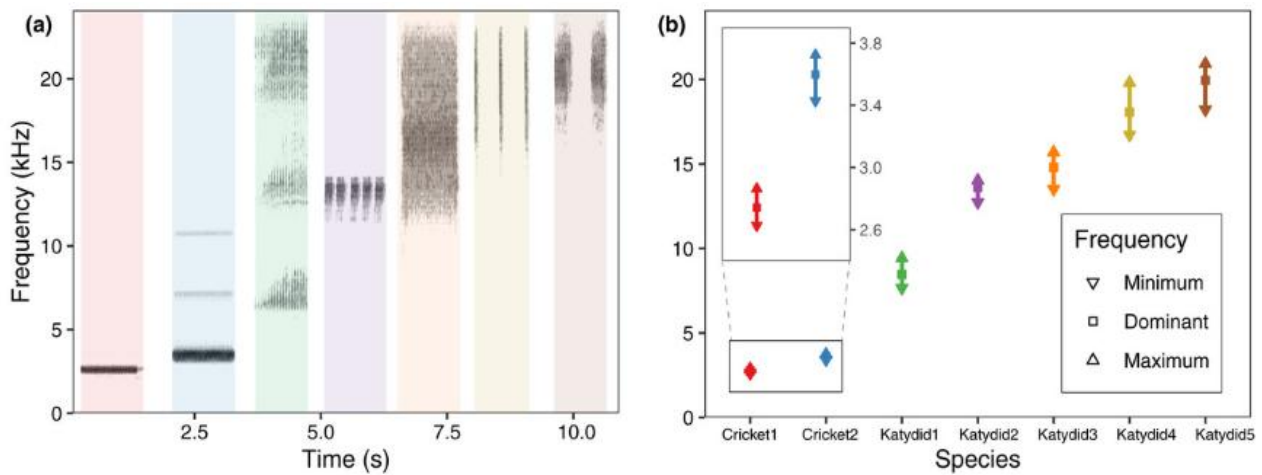 (a)
Frequency (kHz)
20
15
10
5
0
2.5 5.0 7.5 10.0
Time (s)
(b)
20
15
10
5
0
3.8
3.4
3.0
2.6
Frequency
Minimum
Dominant
Maximum
Cricket1 Cricket2 Katydid1 Katydid2 Katydid3 Katydid4 Katydid5
Species